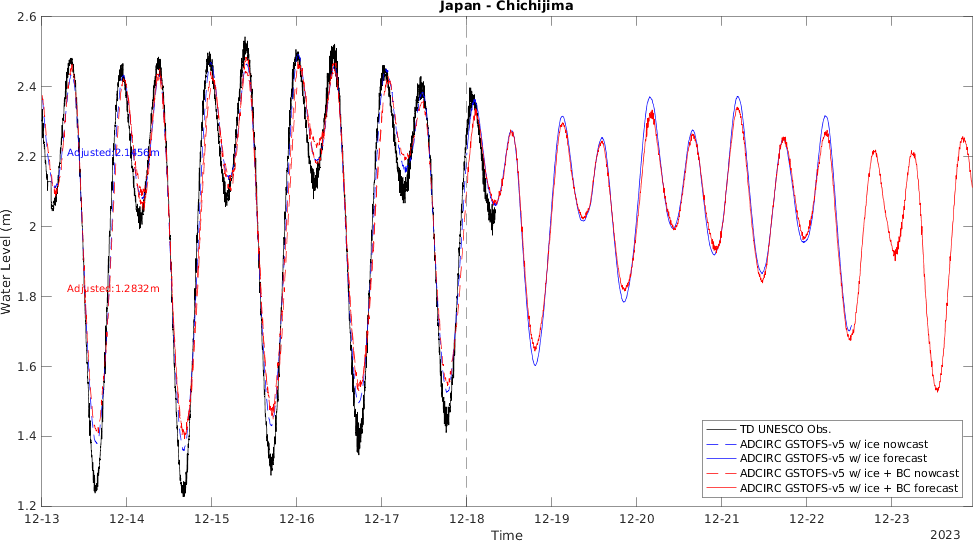 Japan - Chichijima
2.6
2.4
2.2
2
1.8
1.6
1.4
1.2
Water Level (m)
Adjusted:2.1456m
Adjusted:1.2832m
TD UNESCO Obs.
ADCIRC GSTOFS-v5 w/ ice nowcast
ADCIRC GSTOFS-v5 w/ ice forecast
ADCIRC GSTOFS-v5 w/ ice + BC nowcast
ADCIRC GSTOFS-v5 w/ ice + BC forecast
12-13 12-14 12-15 12-16 12-17 12-18 12-19 12-20 12-21 12-22 12-23
Time
2023